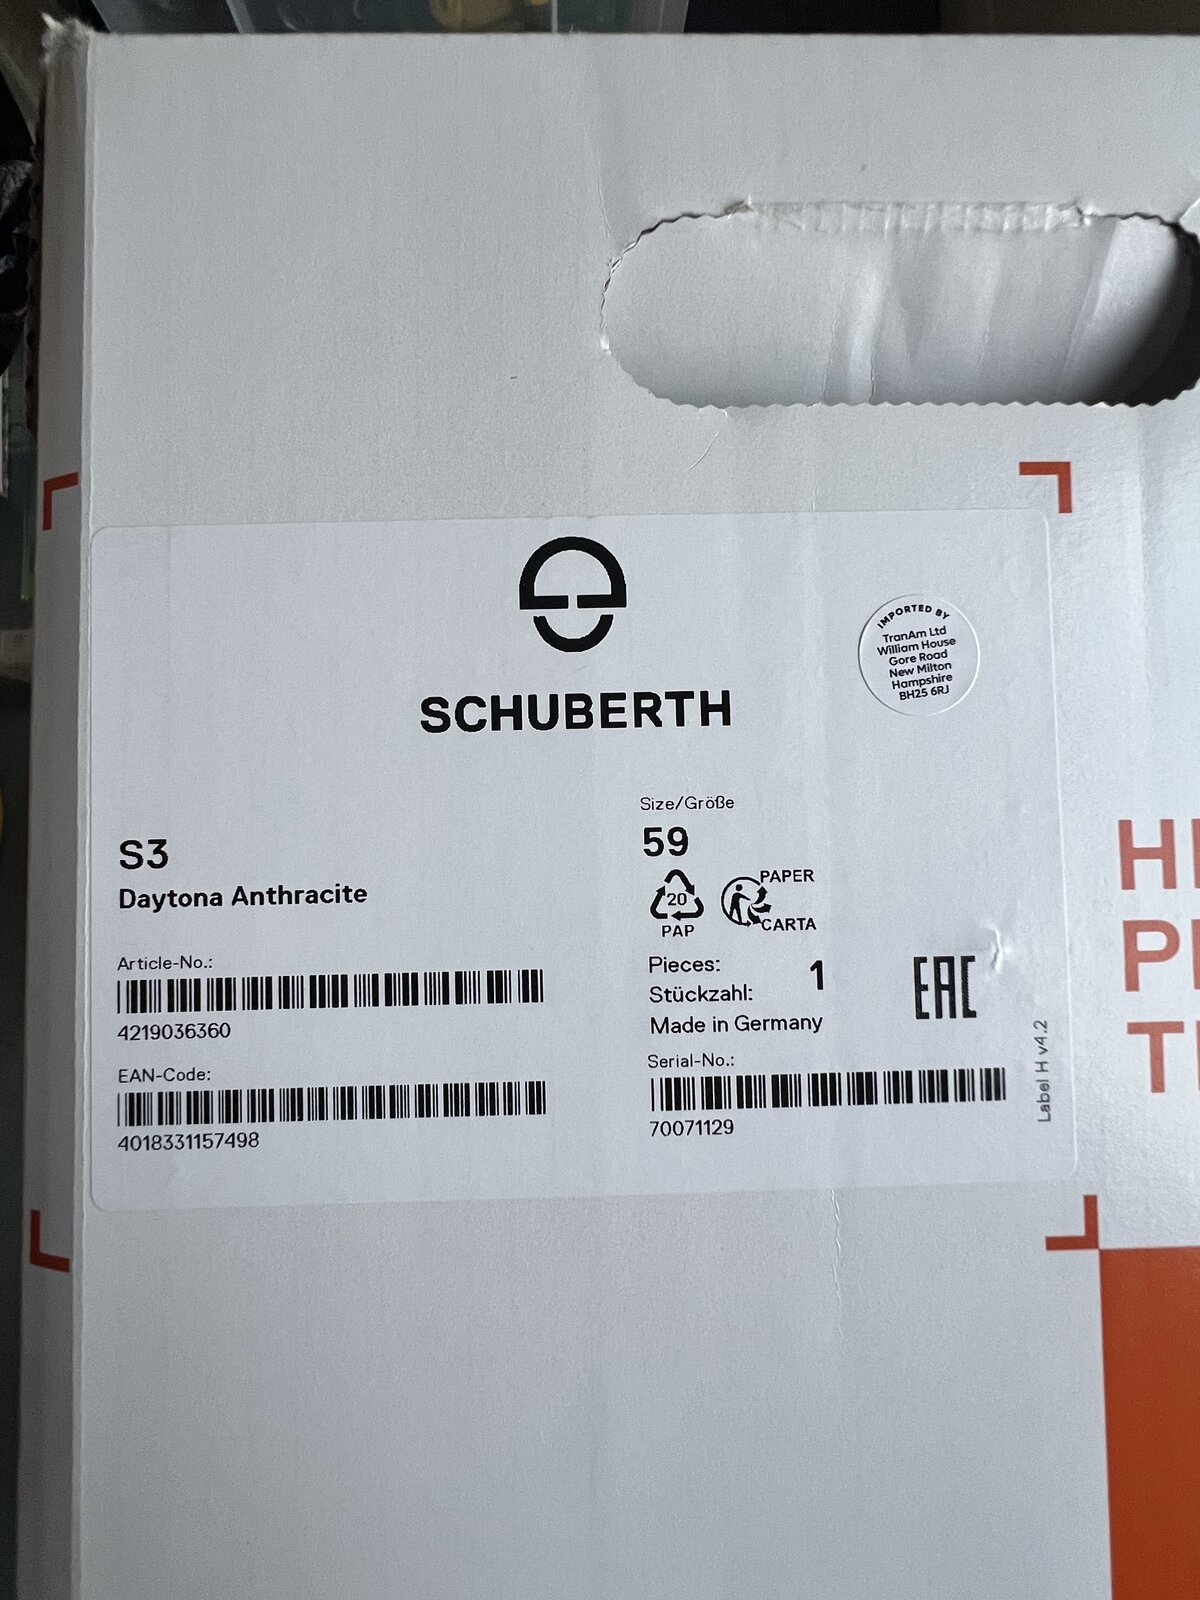 IMPORTED BY
TranAm Ltd
William House
Gore Road
New Milton
Hampshire
BH25 6RJ
SCHUBERTH
S3
Daytona Anthracite
Size/Größe
59
20
PAP
PAPER
CARTA
Article-No.:
4219036360
EAN-Code:
4018331157498
Pieces:
Stückzahl:
1
Made in Germany
EAC
Serial-No.:
70071129
Label H v4.2